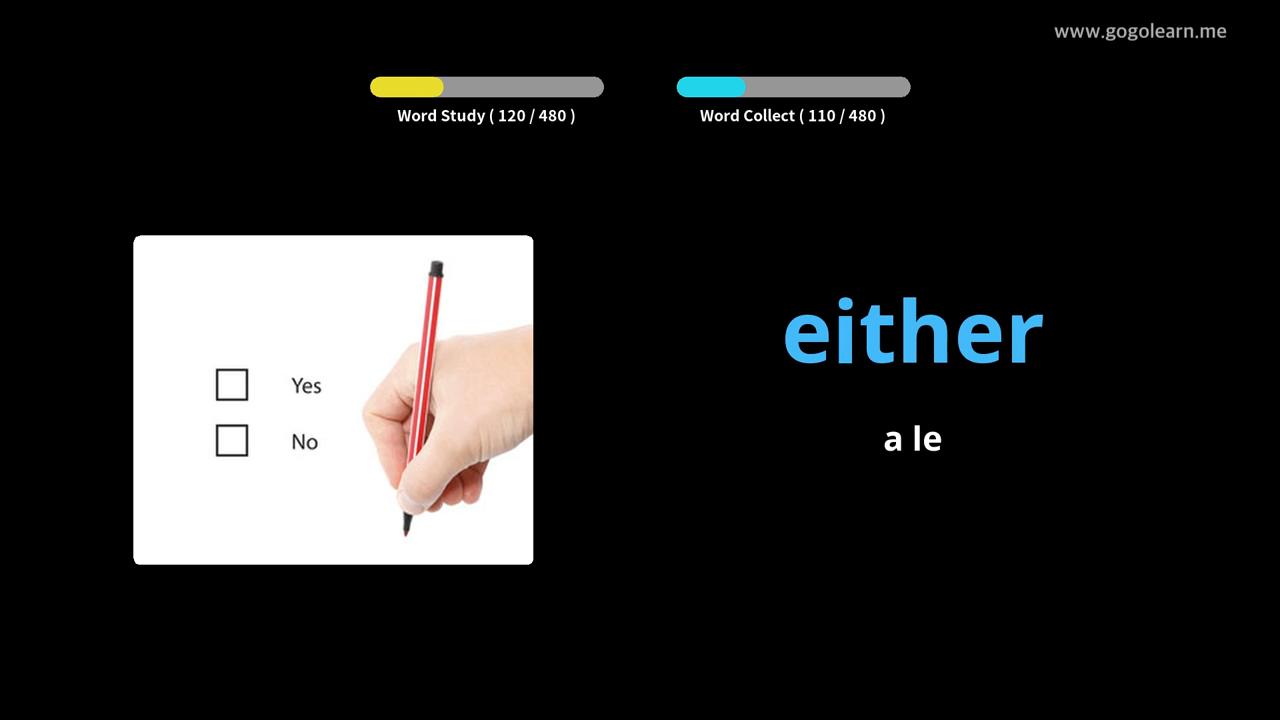 www.gogolearn.me
Word Study ( 120 / 480 )
Word Collect ( 110 / 480 )
Yes
No
either
a le